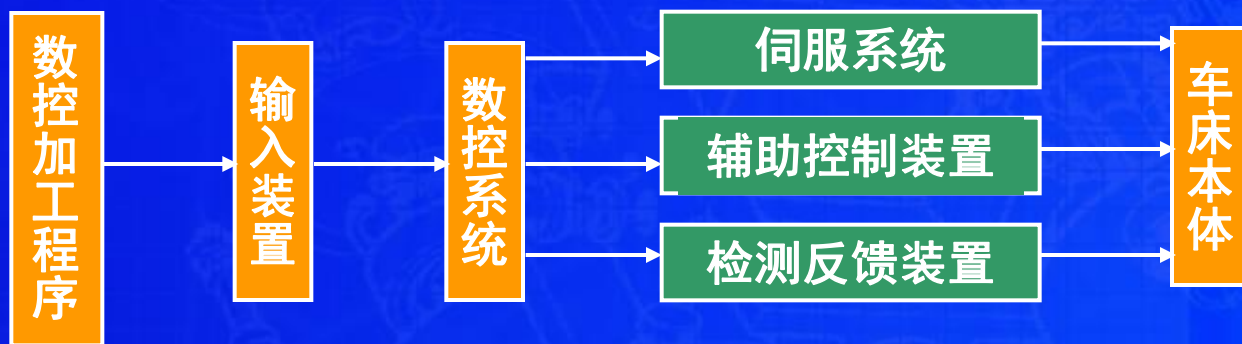 数控加工程序
输入装置
数控系统
伺服系统
辅助控制装置
检测反馈装置
车床本体